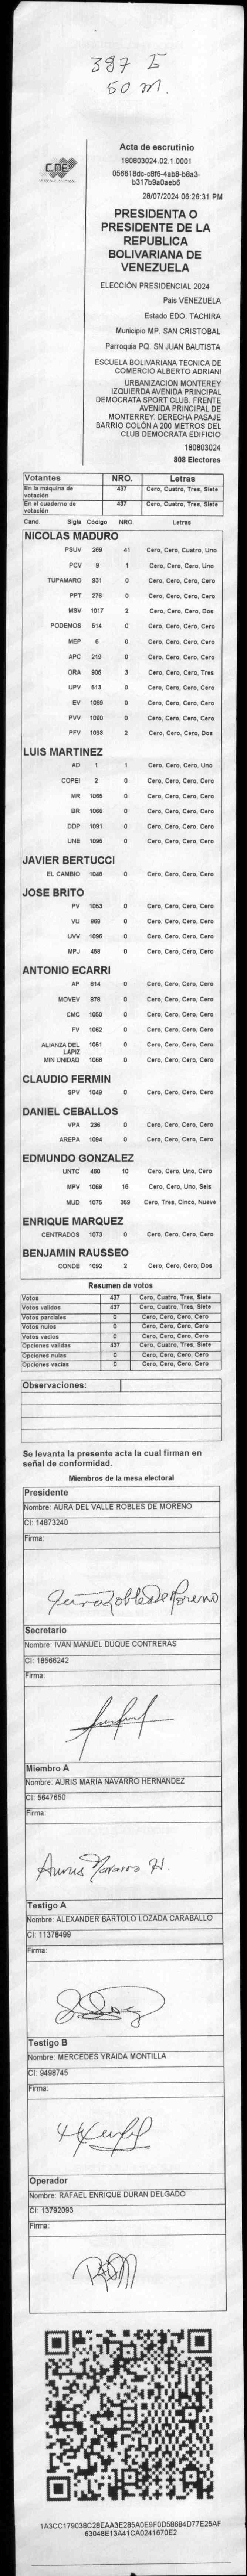 397 I
50 m.
CNE
Acta de escrutinio
180803024.02.1.0001
28/07/2024 06:26:31 PM
PRESIDENTA O
PRESIDENTE DE LA
REPUBLICA
BOLIVARIANA DE
VENEZUELA
ELECCIÓN PRESIDENCIAL 2024
Pais VENEZUELA
Estado EDO. TACHIRA
Municipio MP. SAN CRISTOBAL
Parroquia PQ. SN JUAN BAUTISTA
ESCUELA BOLIVARIANA TECNICA DE
COMERCIO ALBERTO ADRIANI
URBANIZACION MONTEREY
IZQUIERDA AVENIDA PRINCIPAL
DEMOCRATA SPORT CLUB. FRENTE
AVENIDA PRINCIPAL DE
MONTERREY. DERECHA PASAJE
BARRIO COLÓN A 200 METROS DEL
CLUB DEMOCRATA EDIFICIO
180803024
808 Electores
Votantes NRO. Letras
En la máquina de votación 437 Cero, Cuatro, Tres, Siete
En el cuaderno de votación 437 Cero, Cuatro, Tres, Siete
Cand. Sigla Código NRO. Letras
NICOLAS MADURO
PSUV 269 41 Cero, Cero, Cuatro, Uno
PCV 9 1 Cero, Cero, Cero, Uno
TUPAMARO 931 0 Cero, Cero, Cero, Cero
PPT 276 0 Cero, Cero, Cero, Cero
MSV 1017 2 Cero, Cero, Cero, Dos
PODEMOS 514 0 Cero, Cero, Cero, Cero
MEP 6 0 Cero, Cero, Cero, Cero
APC 219 0 Cero, Cero, Cero, Cero
ORA 906 3 Cero, Cero, Cero, Tres
UPV 513 0 Cero, Cero, Cero, Cero
EV 1089 0 Cero, Cero, Cero, Cero
PVV 1090 0 Cero, Cero, Cero, Cero
PFV 1093 2 Cero, Cero, Cero, Dos
LUIS MARTINEZ
AD 1 1 Cero, Cero, Cero, Uno
COPEI 2 0 Cero, Cero, Cero, Cero
MR 1065 0 Cero, Cero, Cero, Cero
BR 1066 0 Cero, Cero, Cero, Cero
DDP 1091 0 Cero, Cero, Cero, Cero
UNE 1095 0 Cero, Cero, Cero, Cero
JAVIER BERTUCCI
EL CAMBIO 1048 0 Cero, Cero, Cero, Cero
JOSE BRITO
PV 1053 0 Cero, Cero, Cero, Cero
VU 868 0 Cero, Cero, Cero, Cero
UVV 1096 0 Cero, Cero, Cero, Cero
MPJ 458 0 Cero, Cero, Cero, Cero
ANTONIO ECARRI
AP 814 0 Cero, Cero, Cero, Cero
MOVEV 878 0 Cero, Cero, Cero, Cero
CMC 1050 0 Cero, Cero, Cero, Cero
FV 1062 0 Cero, Cero, Cero, Cero
ALIANZA DEL LAPIZ 1051 0 Cero, Cero, Cero, Cero
MIN UNIDAD 1068 0 Cero, Cero, Cero, Cero
CLAUDIO FERMIN
SPV 1049 0 Cero, Cero, Cero, Cero
DANIEL CEBALLOS
VPA 236 0 Cero, Cero, Cero, Cero
AREPA 1094 0 Cero, Cero, Cero, Cero
EDMUNDO GONZALEZ
UNTC 460 10 Cero, Cero, Uno, Cero
MPV 1069 16 Cero, Cero, Uno, Seis
MUD 1075 359 Cero, Tres, Cinco, Nueve
ENRIQUE MARQUEZ
CENTRADOS 1073 0 Cero, Cero, Cero, Cero
BENJAMIN RAUSSEO
CONDE 1092 2 Cero, Cero, Cero, Dos
Resumen de votos
Votos 437 Cero, Cuatro, Tres, Siete
Votos validos 437 Cero, Cuatro, Tres, Siete
Votos parciales 0 Cero, Cero, Cero, Cero
Votos nulos 0 Cero, Cero, Cero, Cero
Votos vacios 0 Cero, Cero, Cero, Cero
Opciones validas 437 Cero, Cuatro, Tres, Siete
Opciones nulas 0 Cero, Cero, Cero, Cero
Opciones vacias 0 Cero, Cero, Cero, Cero
Observaciones:
Se levanta la presente acta la cual firman en
señal de conformidad.
Miembros de la mesa electoral
Presidente
Nombre: AURA DEL VALLE ROBLES DE MORENO
CI: 14873240
Firma:
Secretario
Nombre: IVAN MANUEL DUQUE CONTRERAS
CI: 18566242
Firma:
Miembro A
Nombre: AURIS MARIA NAVARRO HERNANDEZ
CI: 5647650
Firma:
Auris Navarro H.
Testigo A
Nombre: ALEXANDER BARTOLO LOZADA CARABALLO
CI: 11378499
Firma:
Testigo B
Nombre: MERCEDES YRAIDA MONTILLA
CI: 9498745
Firma:
Operador
Nombre: RAFAEL ENRIQUE DURAN DELGADO
CI: 13792093
Firma:
1A3CC179038C28EAA3E285A0E9F0D58684D77E25AF
63048E13A41CA0241670E2